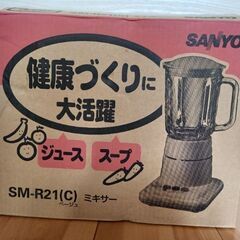 SANYO
健康づくりに
大活躍
ジュース
スープ
SM-R21(C) ミキサー
ベージュ